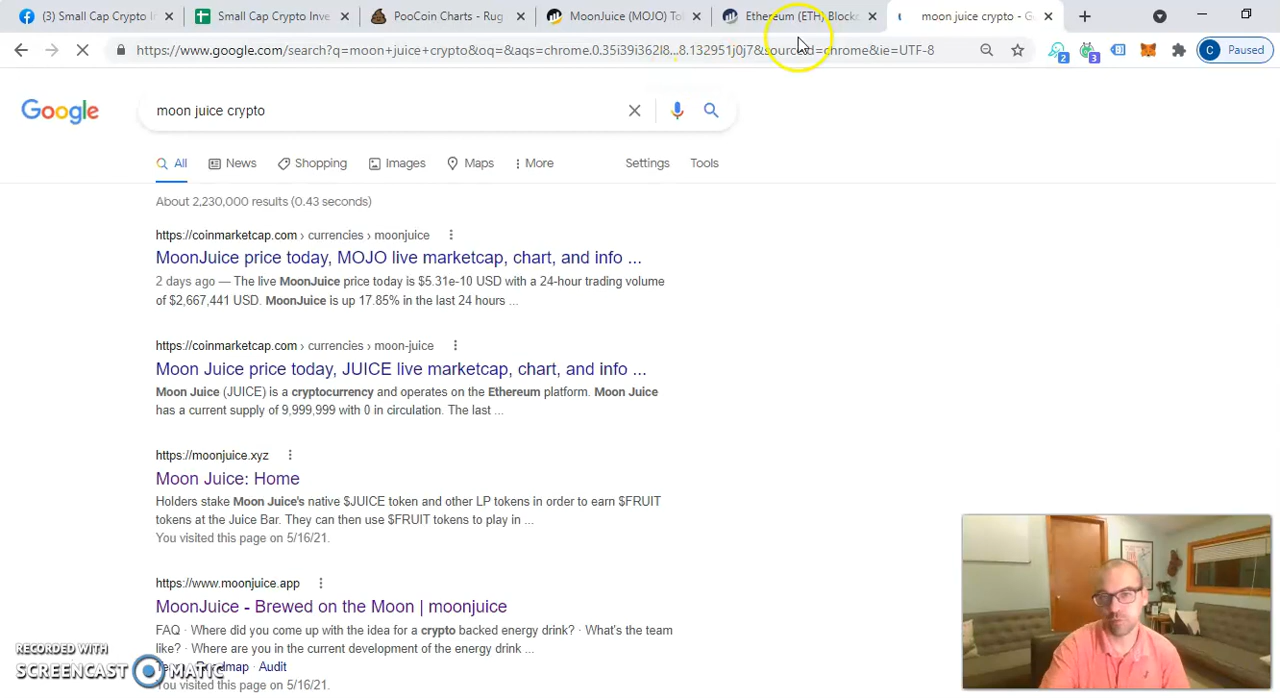 (3) Small Cap Crypto I
Small Cap Crypto Inve
PooCoin Charts - Rug
MoonJuice (MOJO) To
Ethereum (ETH) Block
moon juice crypto - G
https://www.google.com/search?q=moon+juice+crypto&oq=&aqs=chrome.0.35i39i362l8...8.132951j0j7&sourceid=chrome&ie=UTF-8
2
3
C Paused
Google
moon juice crypto
All
News
Shopping
Images
Maps
More
Settings
Tools
About 2,230,000 results (0.43 seconds)
https://coinmarketcap.com › currencies › moonjuice
MoonJuice price today, MOJO live marketcap, chart, and info ...
2 days ago — The live MoonJuice price today is $5.31e-10 USD with a 24-hour trading volume
of $2,667,441 USD. MoonJuice is up 17.85% in the last 24 hours ...
https://coinmarketcap.com › currencies › moon-juice
Moon Juice price today, JUICE live marketcap, chart, and info ...
Moon Juice (JUICE) is a cryptocurrency and operates on the Ethereum platform. Moon Juice
has a current supply of 9,999,999 with 0 in circulation. The last ...
https://moonjuice.xyz
Moon Juice: Home
Holders stake Moon Juice's native $JUICE token and other LP tokens in order to earn $FRUIT
tokens at the Juice Bar. They can then use $FRUIT tokens to play in ...
You visited this page on 5/16/21.
https://www.moonjuice.app
MoonJuice - Brewed on the Moon | moonjuice
FAQ · Where did you come up with the idea for a crypto backed energy drink? · What's the team
like? · Where are you in the current development of the energy drink ...
Audit
You visited this page on 5/16/21.
RECORDED WITH
SCREENCAST MATIC